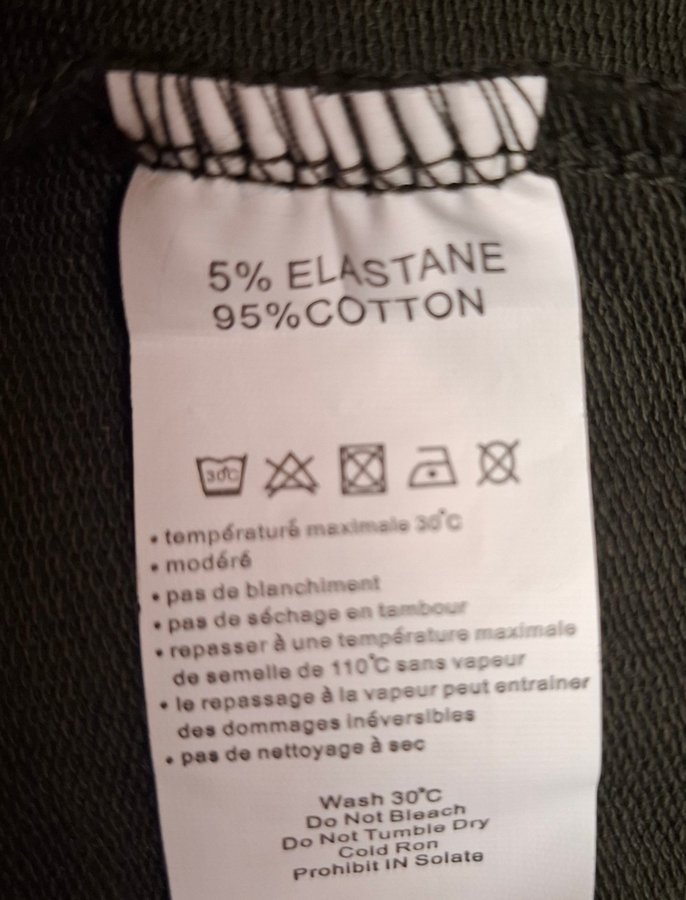 5% ELASTANE
95%COTTON
30°C
• températuré maximale 30°C
• modéré
• pas de blanchiment
• pas de séchage en tambour
• repasser à une température maximale
de semelle de 110°C sans vapeur
• le repassage à la vapeur peut entrainer
des dommages inéversibles
• pas de nettoyage à sec
Wash 30°C
Do Not Bleach
Do Not Tumble Dry
Cold Ron
Prohibit IN Solate